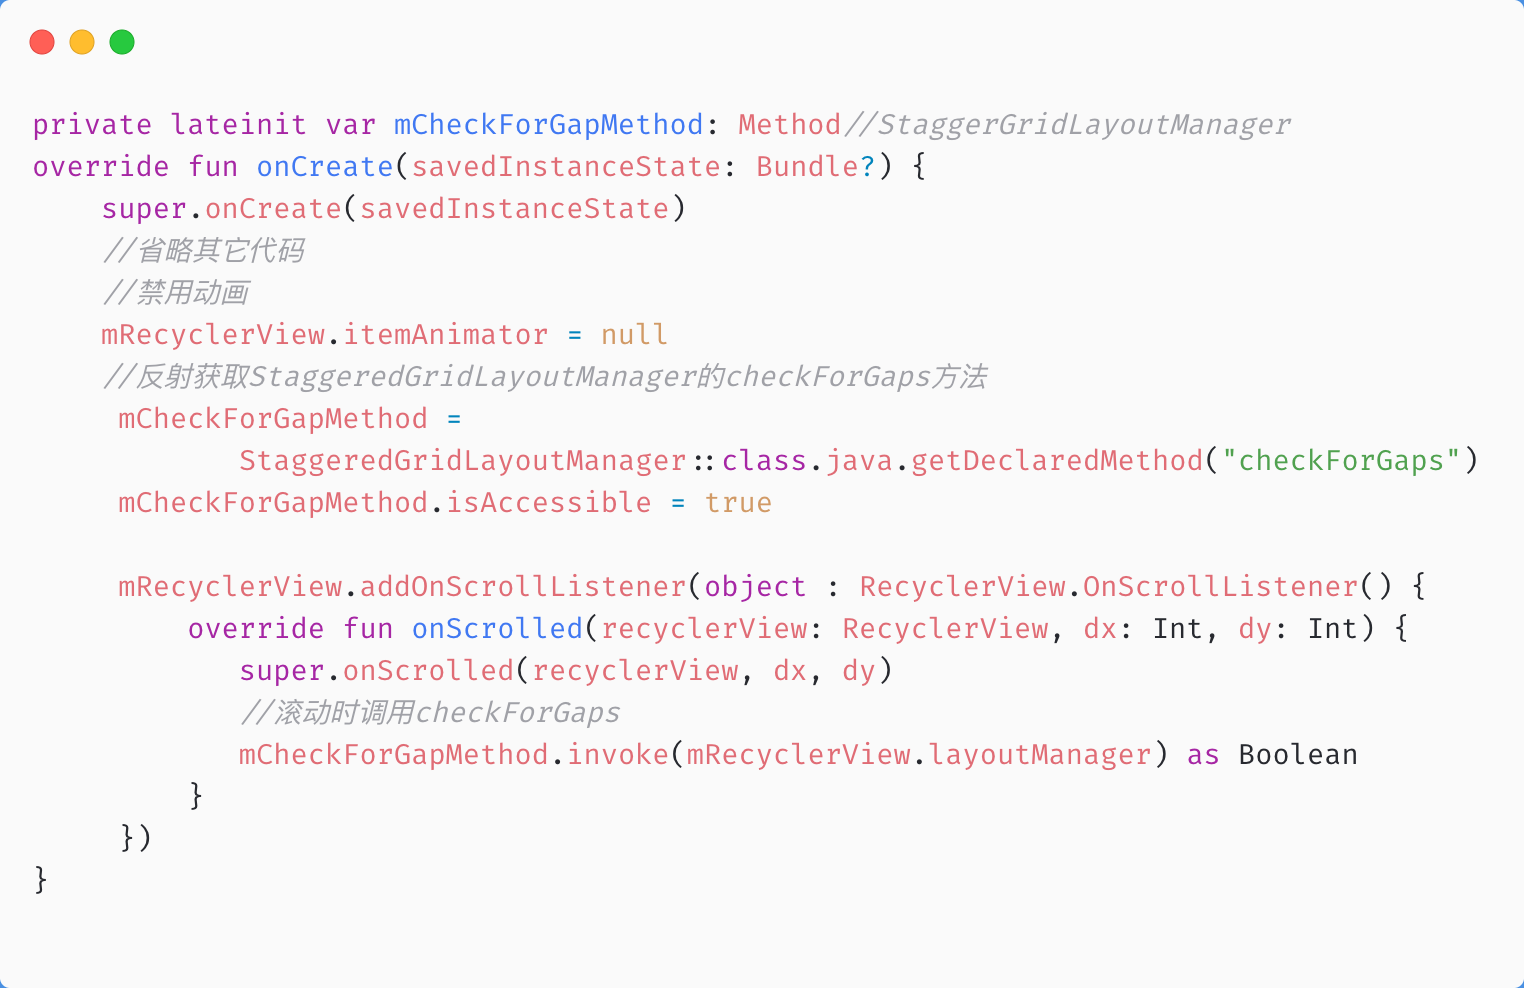 private lateinit var mCheckForGapMethod: Method//StaggerGridLayoutManager
override fun onCreate(savedInstanceState: Bundle?) {
    super.onCreate(savedInstanceState)
    //省略其它代码
    //禁用动画
    mRecyclerView.itemAnimator = null
    //反射获取StaggeredGridLayoutManager的checkForGaps方法
     mCheckForGapMethod =
            StaggeredGridLayoutManager::class.java.getDeclaredMethod("checkForGaps")
     mCheckForGapMethod.isAccessible = true

     mRecyclerView.addOnScrollListener(object : RecyclerView.OnScrollListener() {
         override fun onScrolled(recyclerView: RecyclerView, dx: Int, dy: Int) {
            super.onScrolled(recyclerView, dx, dy)
            //滚动时调用checkForGaps
            mCheckForGapMethod.invoke(mRecyclerView.layoutManager) as Boolean
         }
     })
}